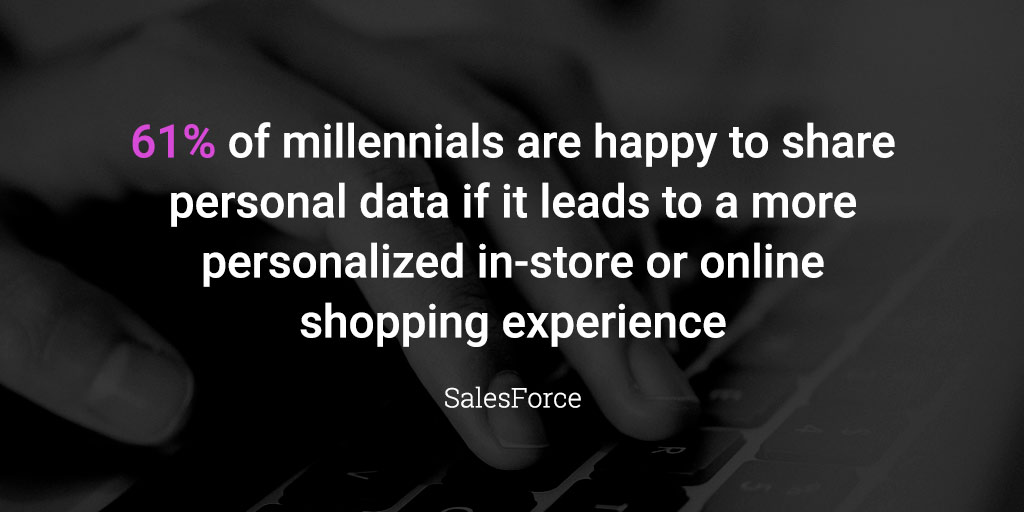 61% of millennials are happy to share
personal data if it leads to a more
personalized in-store or online
shopping experience
SalesForce